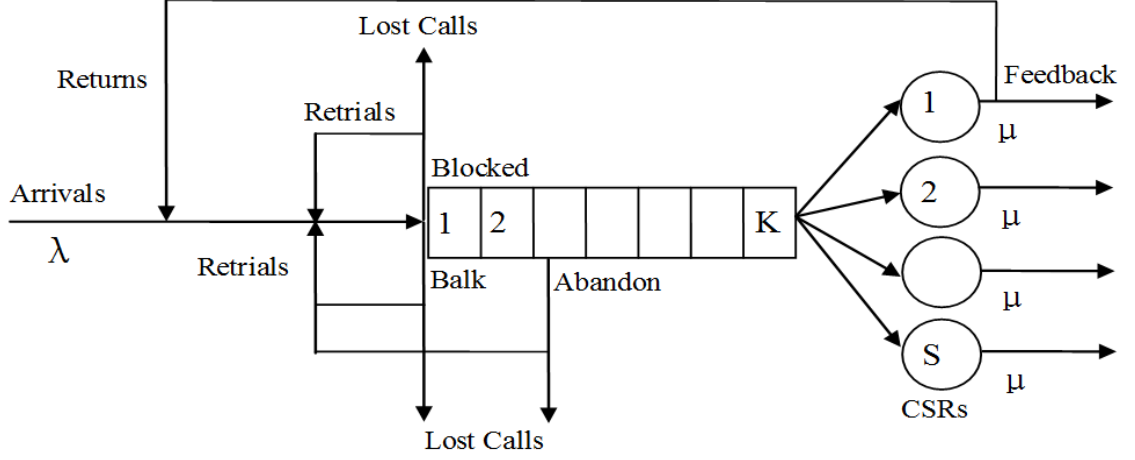 Lost Calls
Returns
Feedback
Retrials
1
μ
Blocked
Arrivals
2
1 2 K
μ
λ
Retrials
Balk
Abandon
μ
S
μ
CSRs
Lost Calls